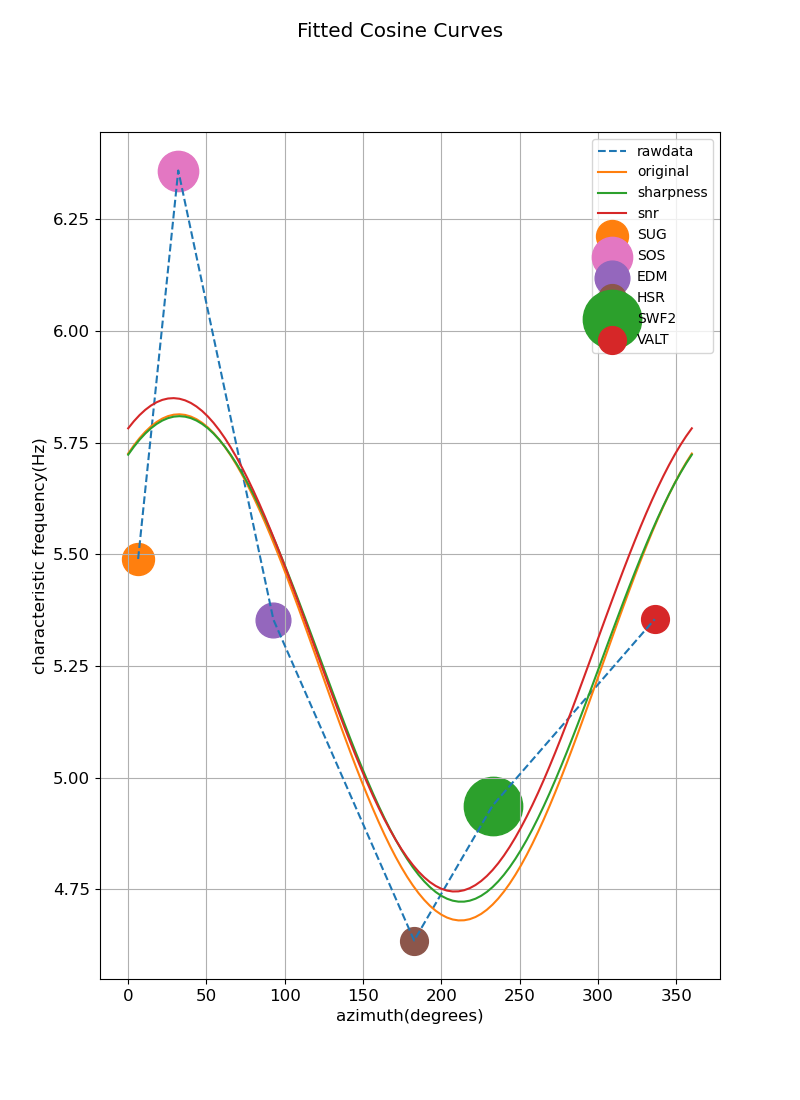 Fitted Cosine Curves
rawdata
original
sharpness
snr
SUG
SOS
EDM
HSR
SWF2
VALT
6.25
6.00
5.75
5.50
5.25
5.00
4.75
characteristic frequency(Hz)
0 50 100 150 200 250 300 350
azimuth(degrees)